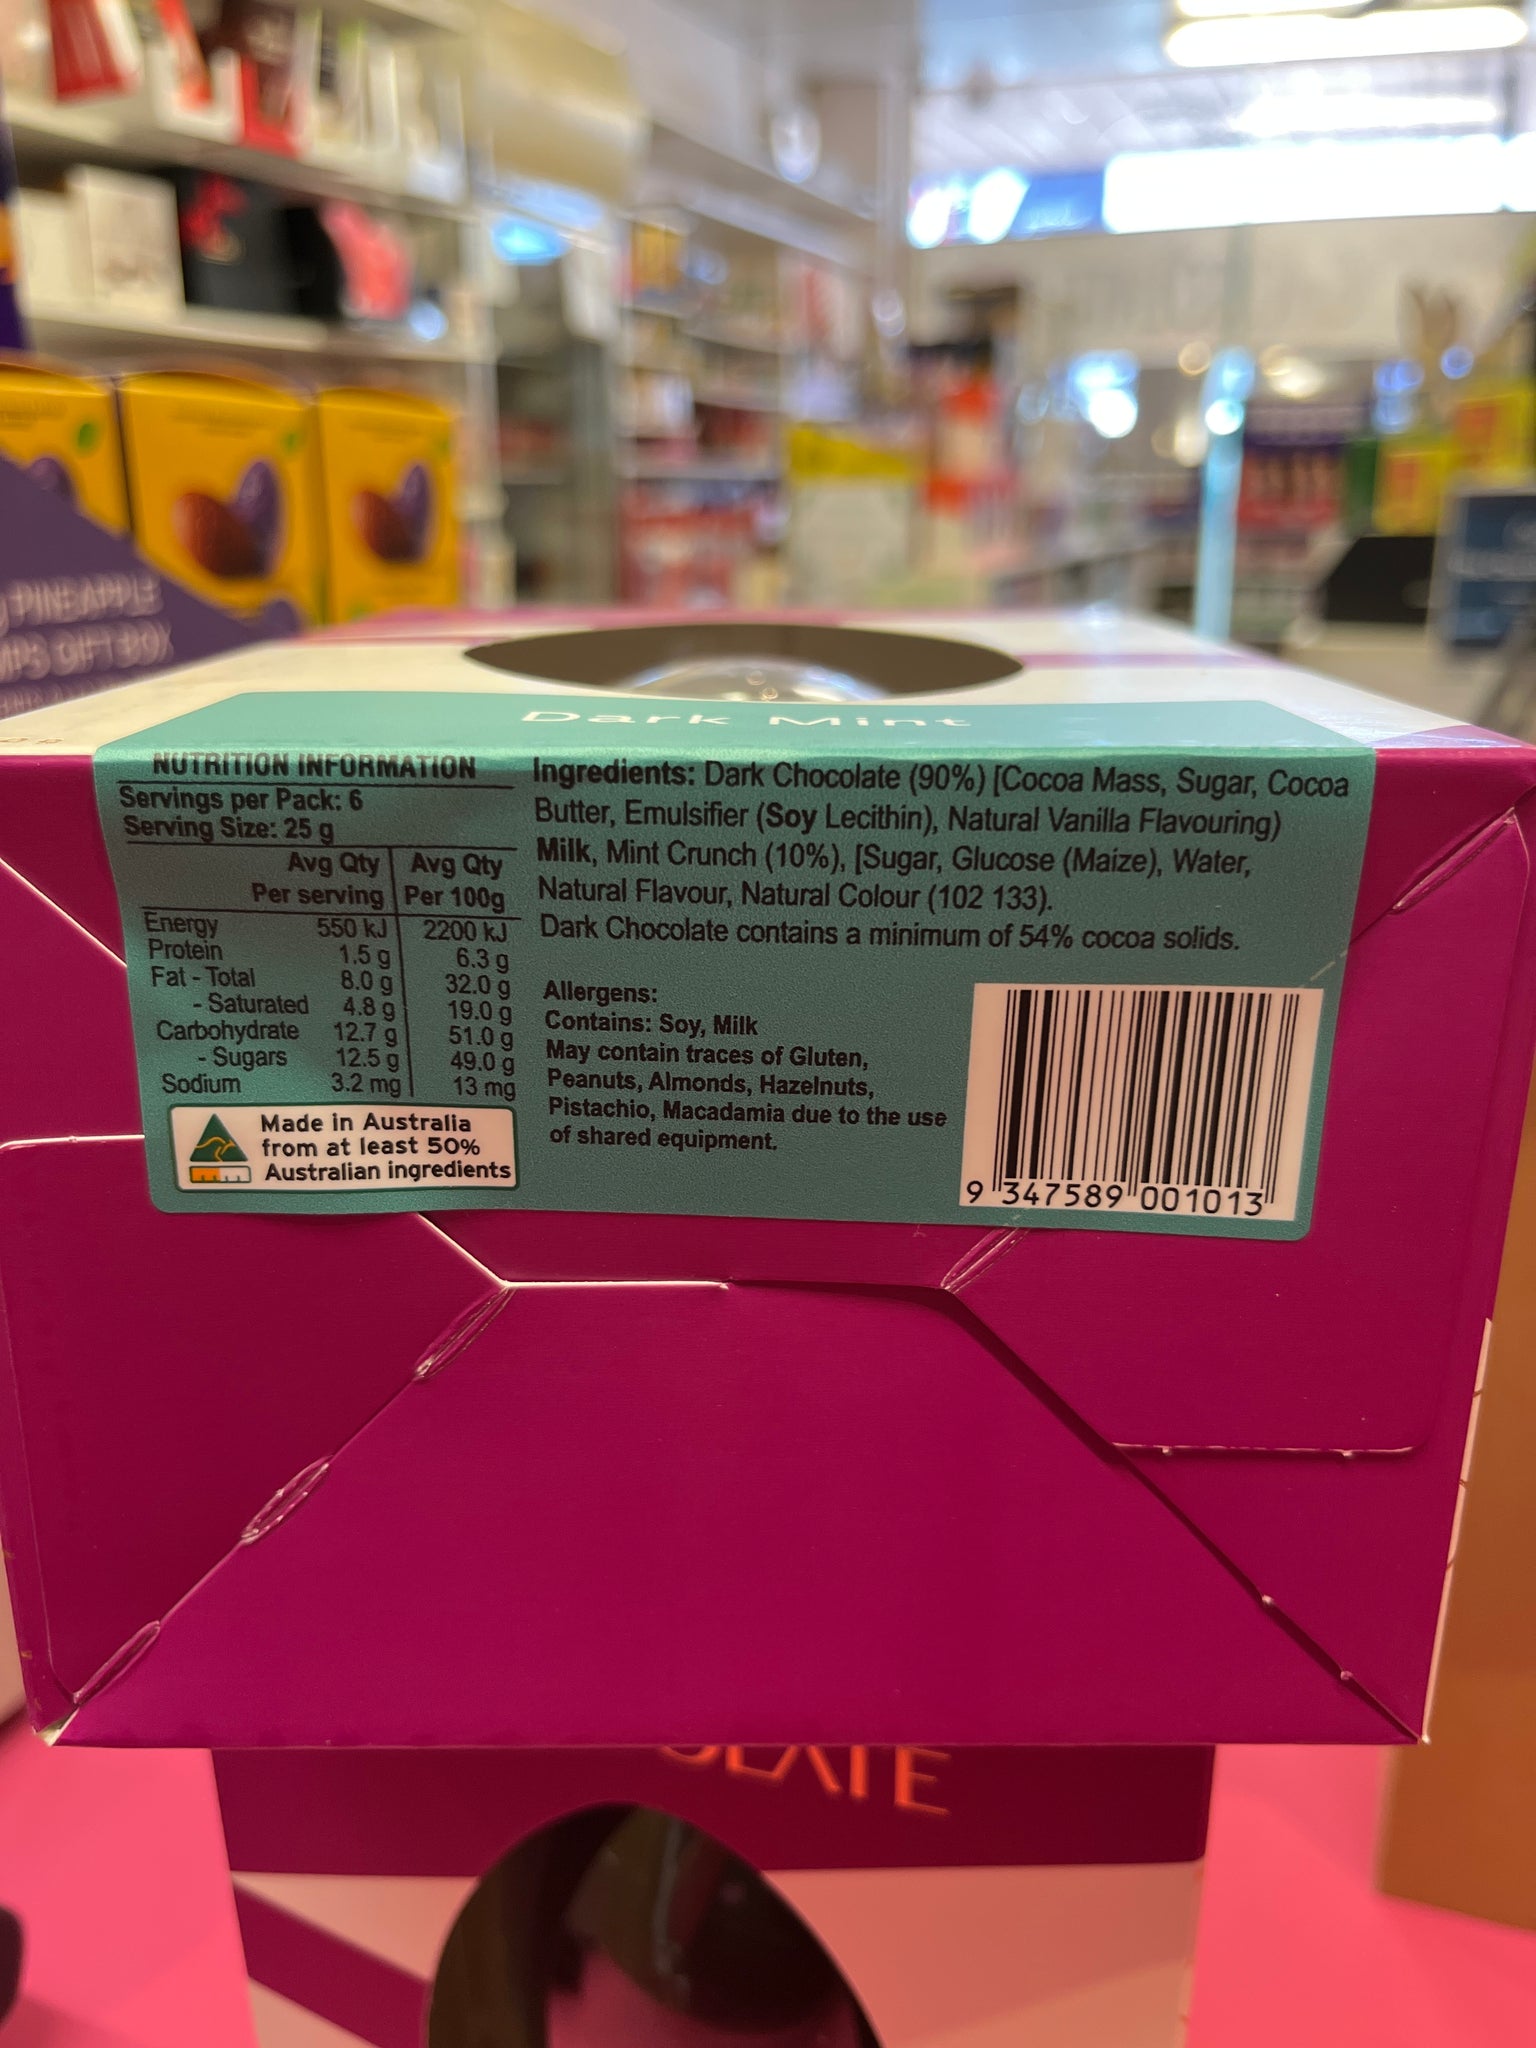 PINEAPPLE
GIFT BOX
Dark Mint
NUTRITION INFORMATION
Servings per Pack: 6
Serving Size: 25 g
Avg Qty Avg Qty
Per serving Per 100g
Energy 550 kJ 2200 kJ
Protein 1.5 g 6.3 g
Fat - Total 8.0 g 32.0 g
- Saturated 4.8 g 19.0 g
Carbohydrate 12.7 g 51.0 g
- Sugars 12.5 g 49.0 g
Sodium 3.2 mg 13 mg
Made in Australia
from at least 50%
Australian ingredients
Ingredients: Dark Chocolate (90%) [Cocoa Mass, Sugar, Cocoa
Butter, Emulsifier (Soy Lecithin), Natural Vanilla Flavouring)
Milk, Mint Crunch (10%), [Sugar, Glucose (Maize), Water,
Natural Flavour, Natural Colour (102 133).
Dark Chocolate contains a minimum of 54% cocoa solids.
Allergens:
Contains: Soy, Milk
May contain traces of Gluten,
Peanuts, Almonds, Hazelnuts,
Pistachio, Macadamia due to the use
of shared equipment.
9 347589 001013
OLATE